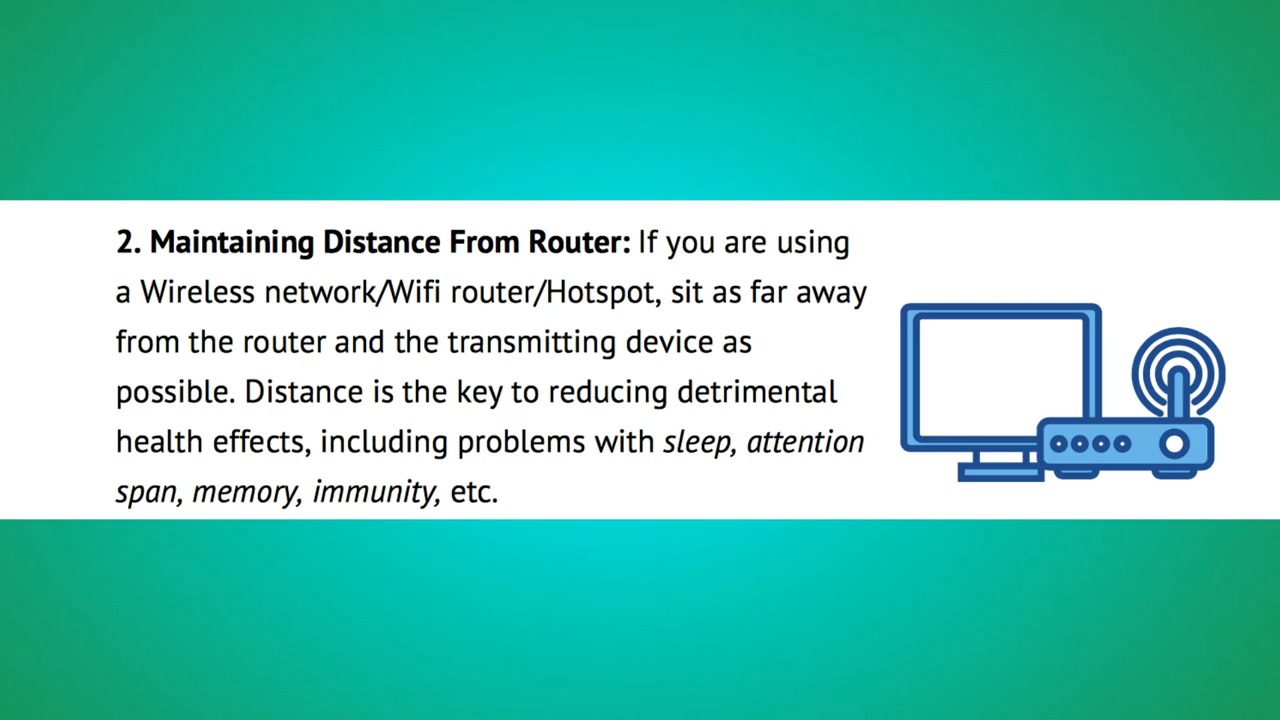 2. Maintaining Distance From Router: If you are using
a Wireless network/Wifi router/Hotspot, sit as far away
from the router and the transmitting device as
possible. Distance is the key to reducing detrimental
health effects, including problems with sleep, attention
span, memory, immunity, etc.